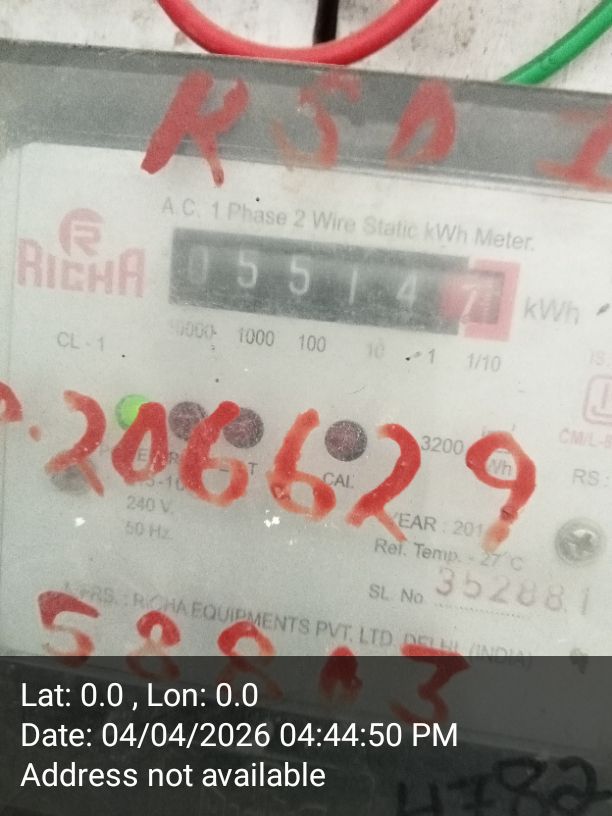 K S D I
A.C. 1 Phase 2 Wire Static kWh Meter.
RICHA
0 5 5 1 4 7 kWh
10000 1000 100 10 1 1/10
CL - 1
206629
3200
CAL
240 V.
50 Hz.
Ref. Temp. - 27°C
SL. No. 352881
RICHA EQUIPMENTS PVT. LTD. DELHI (INDIA)
Lat: 0.0 , Lon: 0.0
Date: 04/04/2026 04:44:50 PM
Address not available
4782